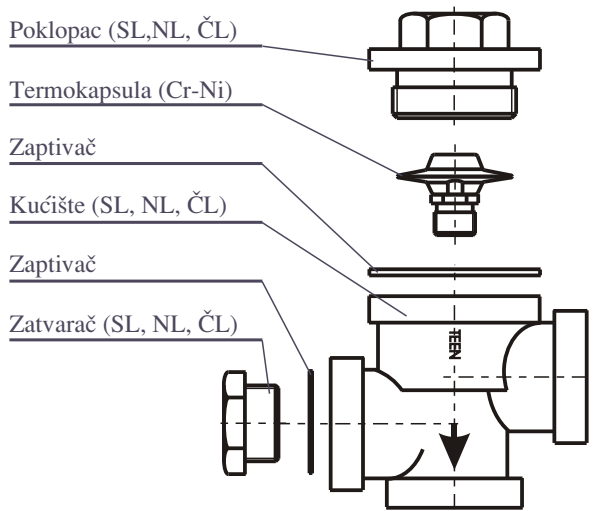 Poklopac (SL,NL, ČL)
Termokapsula (Cr-Ni)
Zaptivač
Kućište (SL, NL, ČL)
Zaptivač
Zatvarač (SL, NL, ČL)
TEEN